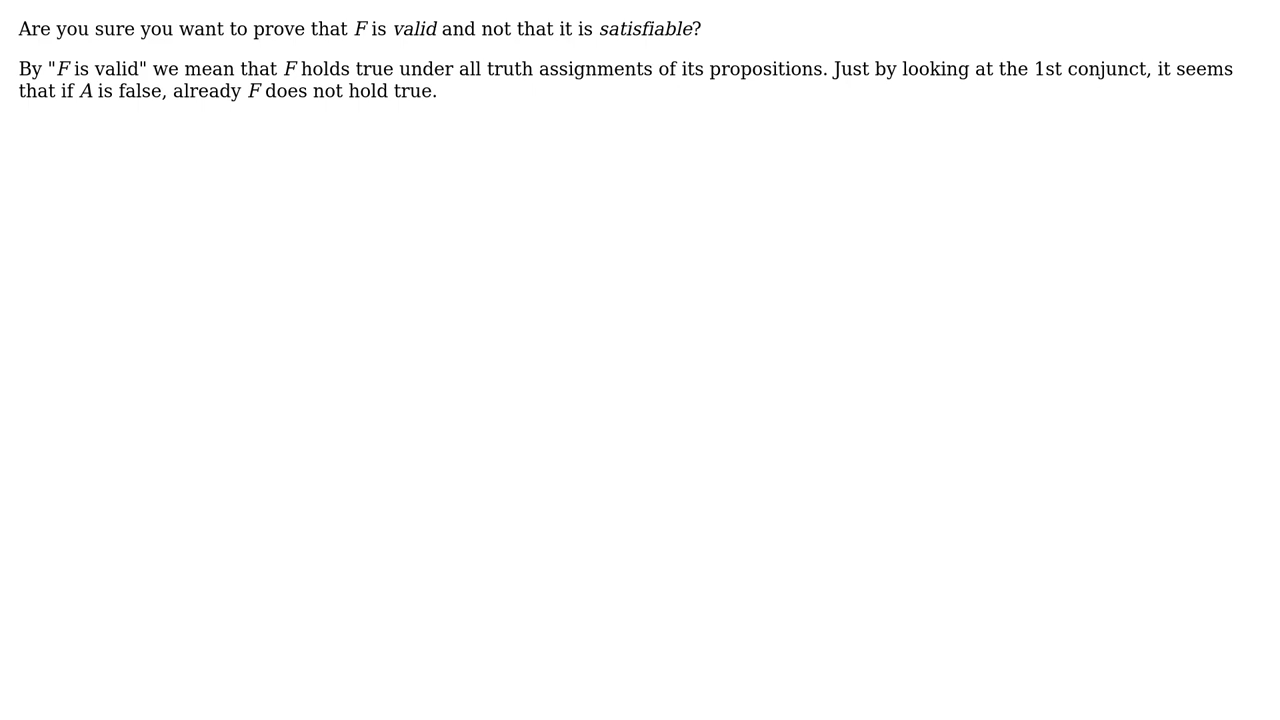 Are you sure you want to prove that F is valid and not that it is satisfiable?
By "F is valid" we mean that F holds true under all truth assignments of its propositions. Just by looking at the 1st conjunct, it seems
that if A is false, already F does not hold true.